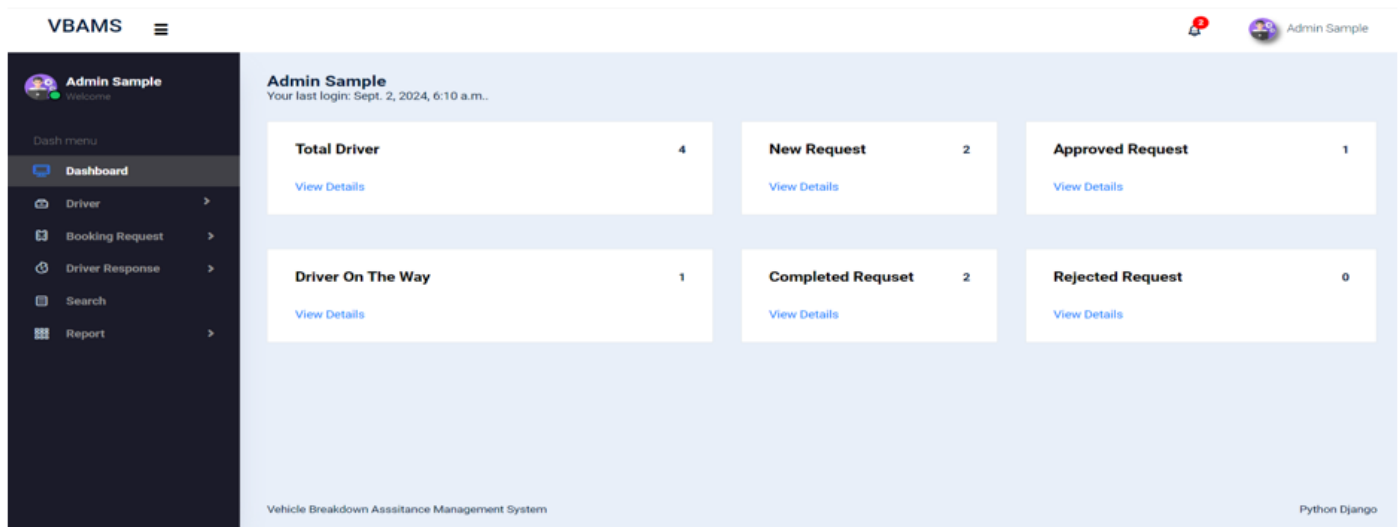 VBAMS
2
Admin Sample
Admin Sample
Welcome
Dash menu
Dashboard
Driver
Booking Request
Driver Response
Search
Report
Admin Sample
Your last login: Sept. 2, 2024, 6:10 a.m..
Total Driver 4
View Details
New Request 2
View Details
Approved Request 1
View Details
Driver On The Way 1
View Details
Completed Requset 2
View Details
Rejected Request 0
View Details
Vehicle Breakdown Asssitance Management System
Python Django